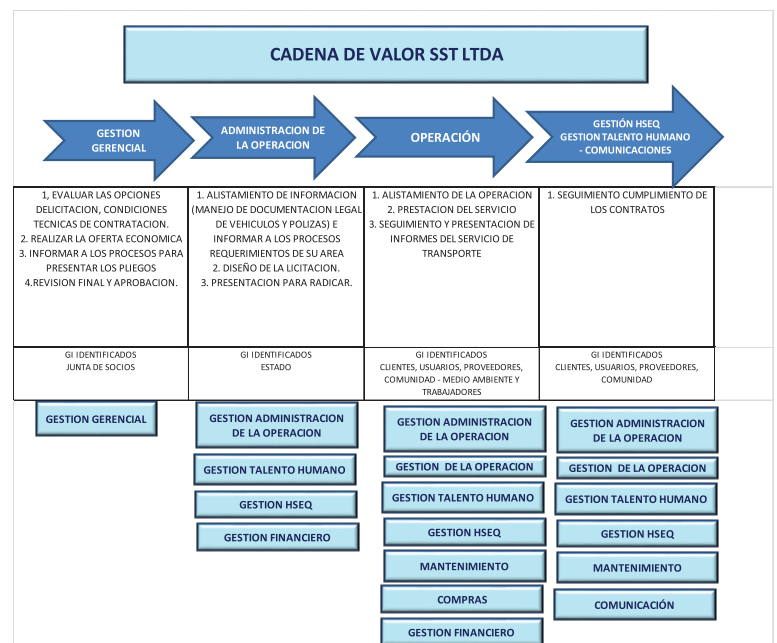 CADENA DE VALOR SST LTDA
GESTION
GERENCIAL
ADMINISTRACION DE
LA OPERACION
OPERACIÓN
GESTIÓN HSEQ
GESTION TALENTO HUMANO
- COMUNICACIONES
1, EVALUAR LAS OPCIONES
DELICITACION, CONDICIONES
TECNICAS DE CONTRATACION.
2. REALIZAR LA OFERTA ECONOMICA
3. INFORMAR A LOS PROCESOS PARA
PRESENTAR LOS PLIEGOS
4.REVISION FINAL Y APROBACION.
1. ALISTAMIENTO DE INFORMACION
(MANEJO DE DOCUMENTACION LEGAL
DE VEHICULOS Y POLIZAS) E
INFORMAR A LOS PROCESOS
REQUERIMIENTOS DE SU AREA
2. DISEÑO DE LA LICITACION.
3. PRESENTACION PARA RADICAR.
1. ALISTAMIENTO DE LA OPERACION
2. PRESTACION DEL SERVICIO
3. SEGUIMIENTO Y PRESENTACION DE
INFORMES DEL SERVICIO DE
TRANSPORTE
1. SEGUIMIENTO CUMPLIMIENTO DE
LOS CONTRATOS
GI IDENTIFICADOS
JUNTA DE SOCIOS
GI IDENTIFICADOS
ESTADO
GI IDENTIFICADOS
CLIENTES, USUARIOS, PROVEEDORES,
COMUNIDAD - MEDIO AMBIENTE Y
TRABAJADORES
GI IDENTIFICADOS
CLIENTES, USUARIOS, PROVEEDORES,
COMUNIDAD
GESTION GERENCIAL
GESTION ADMINISTRACION
DE LA OPERACION
GESTION TALENTO HUMANO
GESTION HSEQ
GESTION FINANCIERO
GESTION ADMINISTRACION
DE LA OPERACION
GESTION  DE LA OPERACION
GESTION TALENTO HUMANO
GESTION HSEQ
MANTENIMIENTO
COMPRAS
GESTION FINANCIERO
GESTION ADMINISTRACION
DE LA OPERACION
GESTION  DE LA OPERACION
GESTION TALENTO HUMANO
GESTION HSEQ
MANTENIMIENTO
COMUNICACIÓN